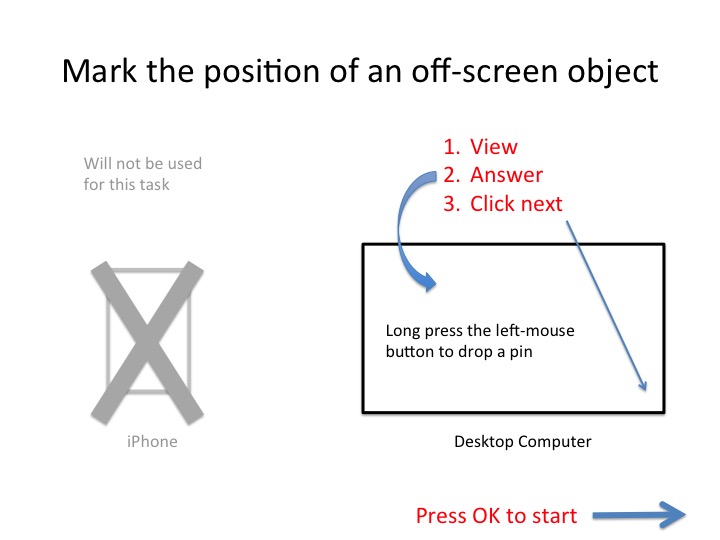 Mark the position of an off-screen object
Will not be used
for this task
1. View
2. Answer
3. Click next
Long press the left-mouse
button to drop a pin
iPhone
Desktop Computer
Press OK to start